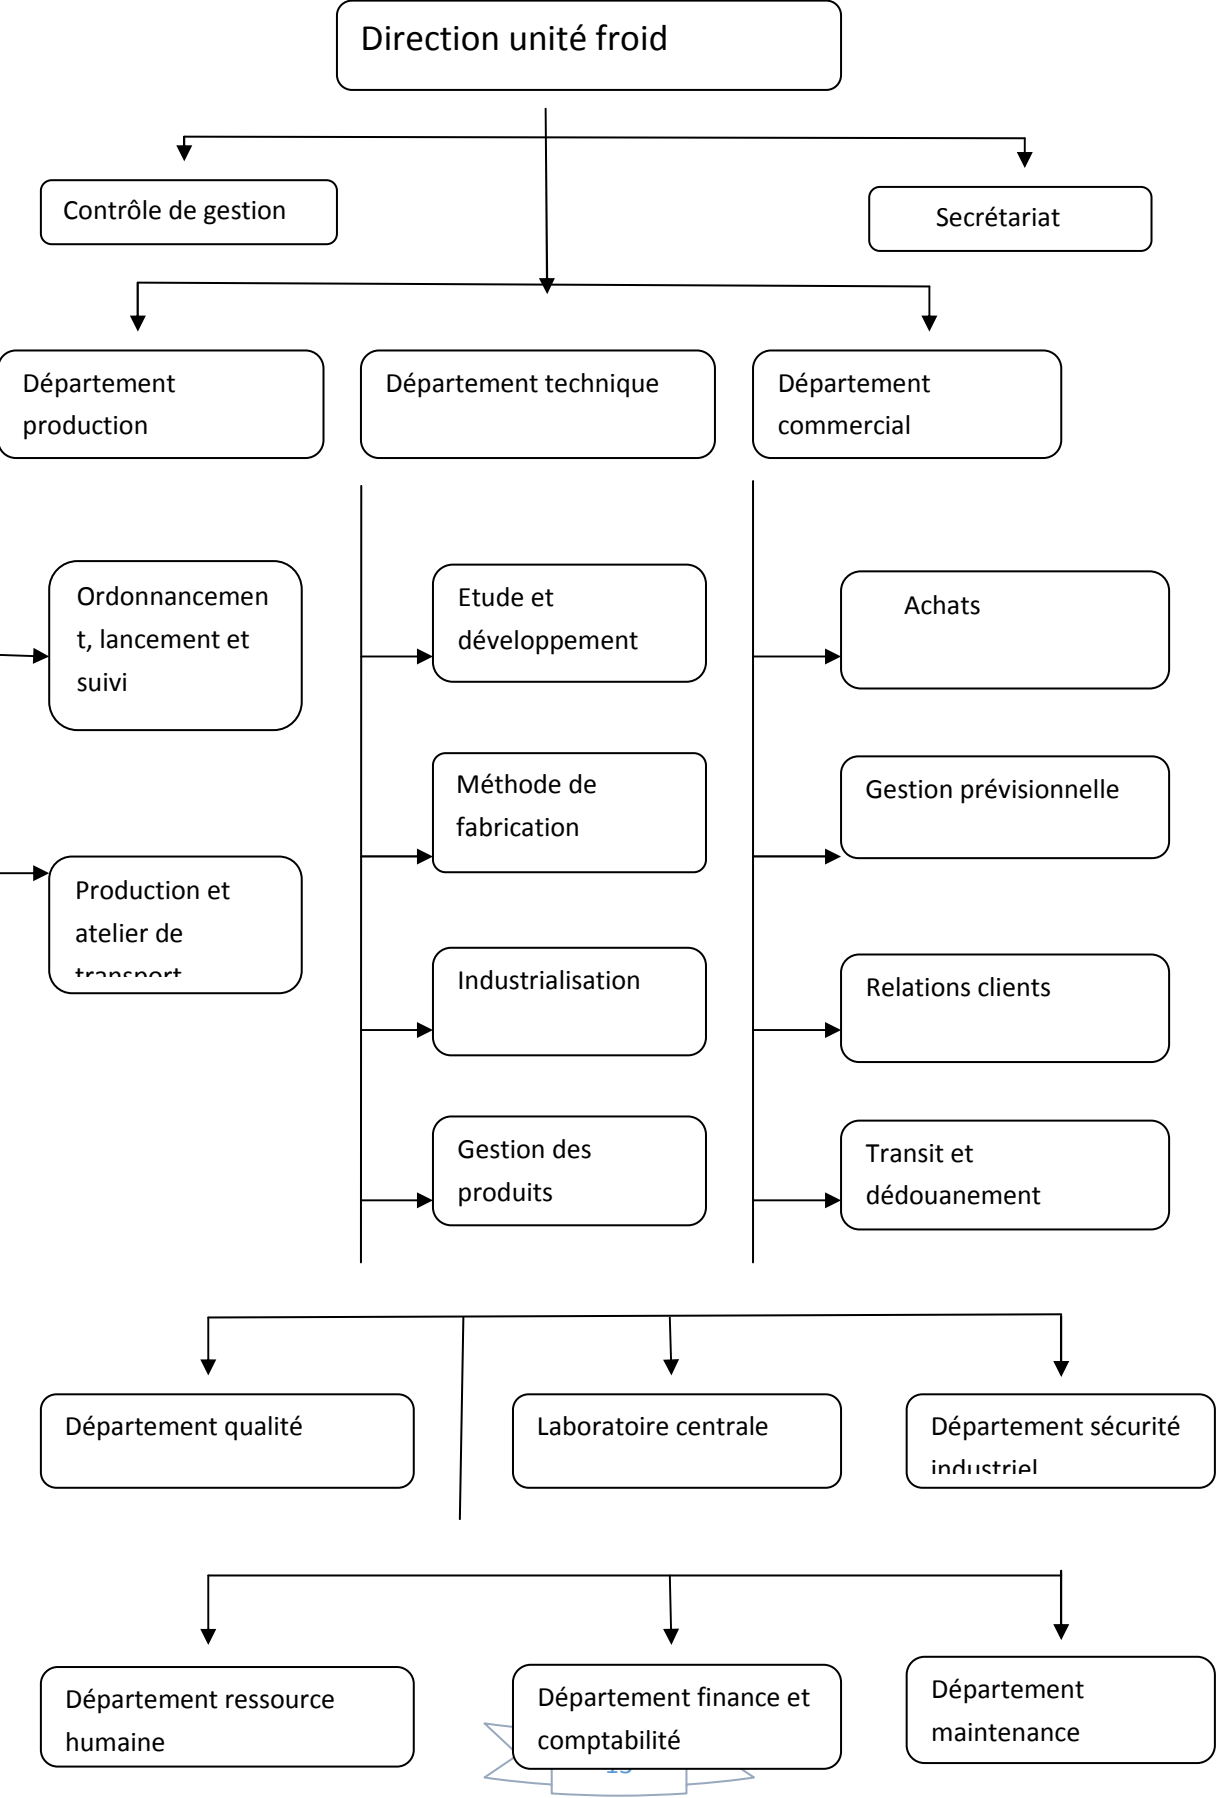 Direction unité froid
Contrôle de gestion
Secrétariat
Département
production
Département technique
Département
commercial
Ordonnancemen
t, lancement et
suivi
Etude et
développement
Achats
Méthode de
fabrication
Gestion prévisionnelle
Production et
atelier de
transport
Industrialisation
Relations clients
Gestion des
produits
Transit et
dédouanement
Département qualité
Laboratoire centrale
Département sécurité
industriel
Département ressource
humaine
Département finance et
comptabilité
Département
maintenance